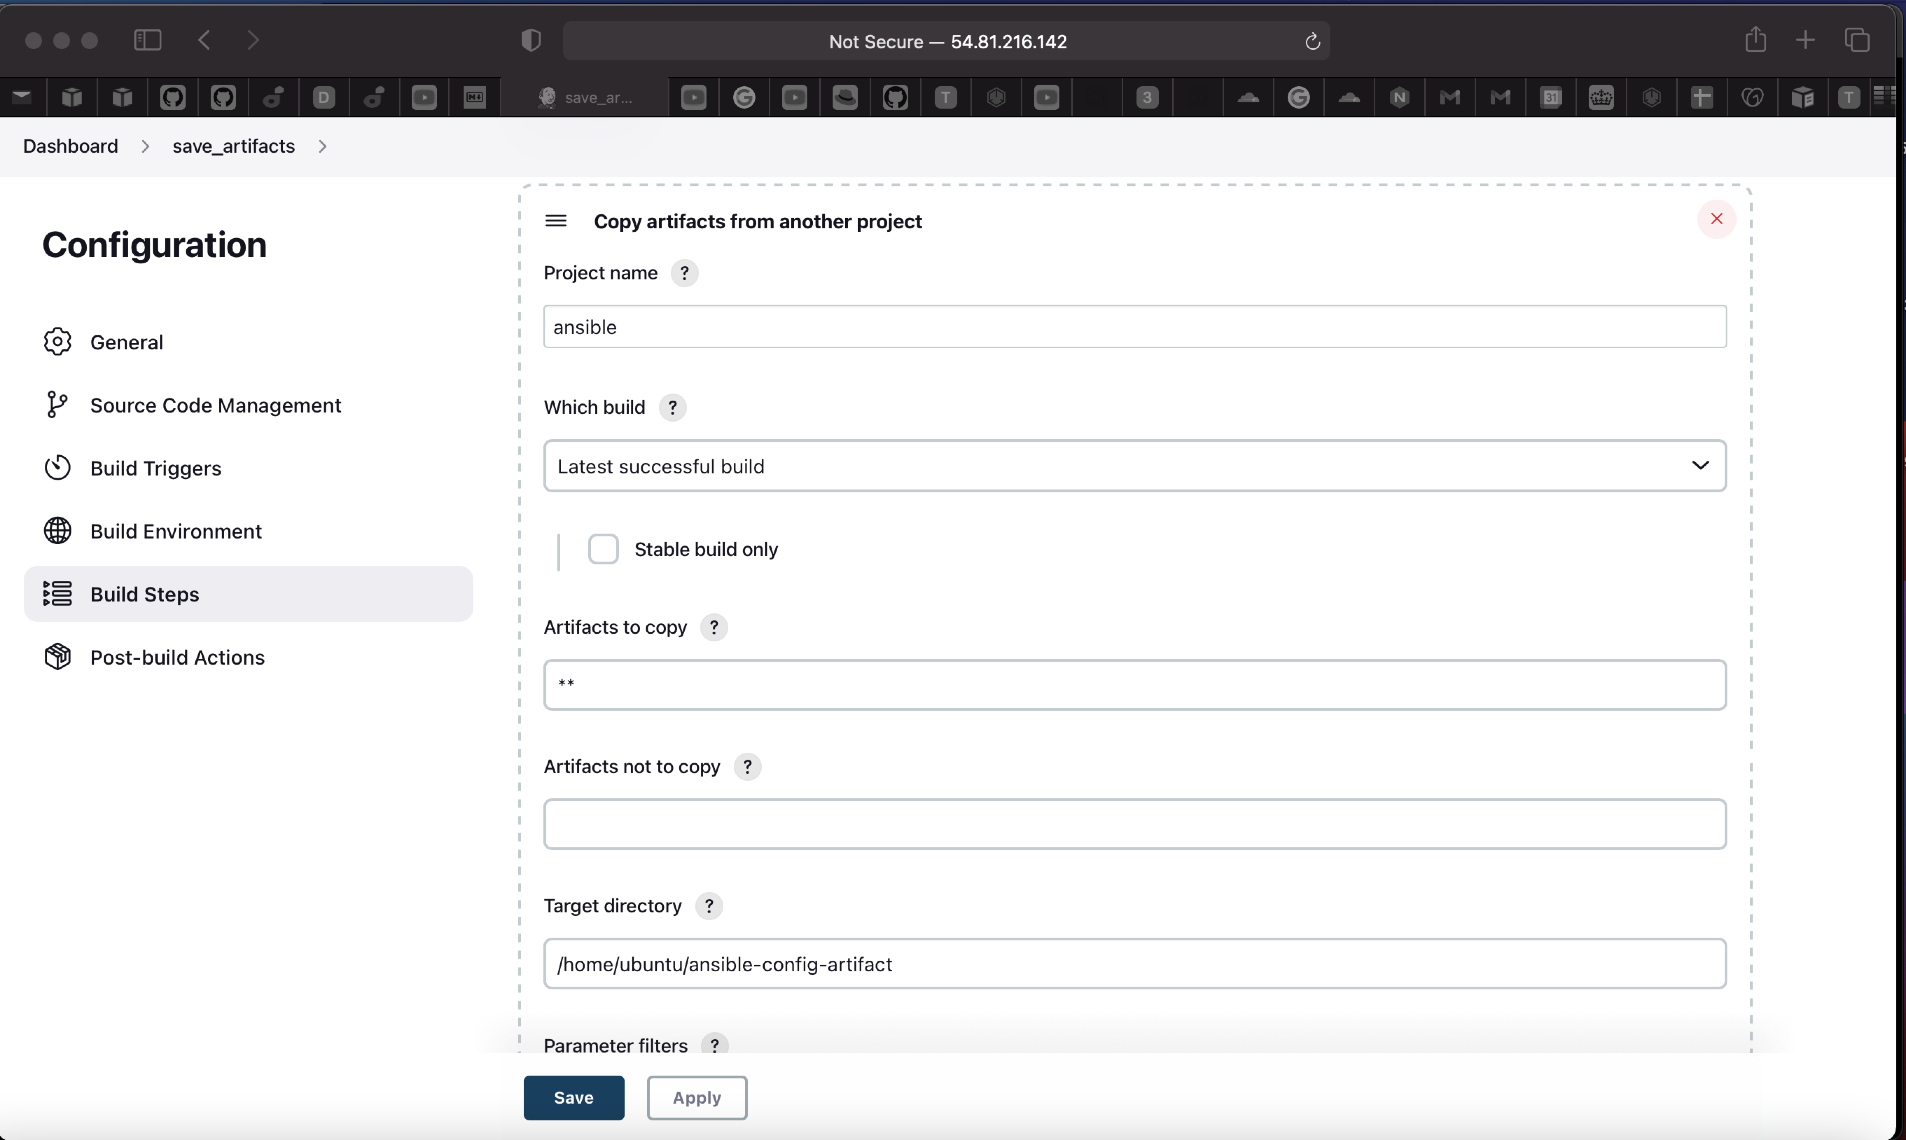 Not Secure — 54.81.216.142
D
save_ar...
T
3
N
31
T
Dashboard > save_artifacts >
Configuration
General
Source Code Management
Build Triggers
Build Environment
Build Steps
Post-build Actions
Copy artifacts from another project
Project name ?
ansible
Which build ?
Latest successful build
Stable build only
Artifacts to copy ?
**
Artifacts not to copy ?
Target directory ?
/home/ubuntu/ansible-config-artifact
Parameter filters ?
Save
Apply